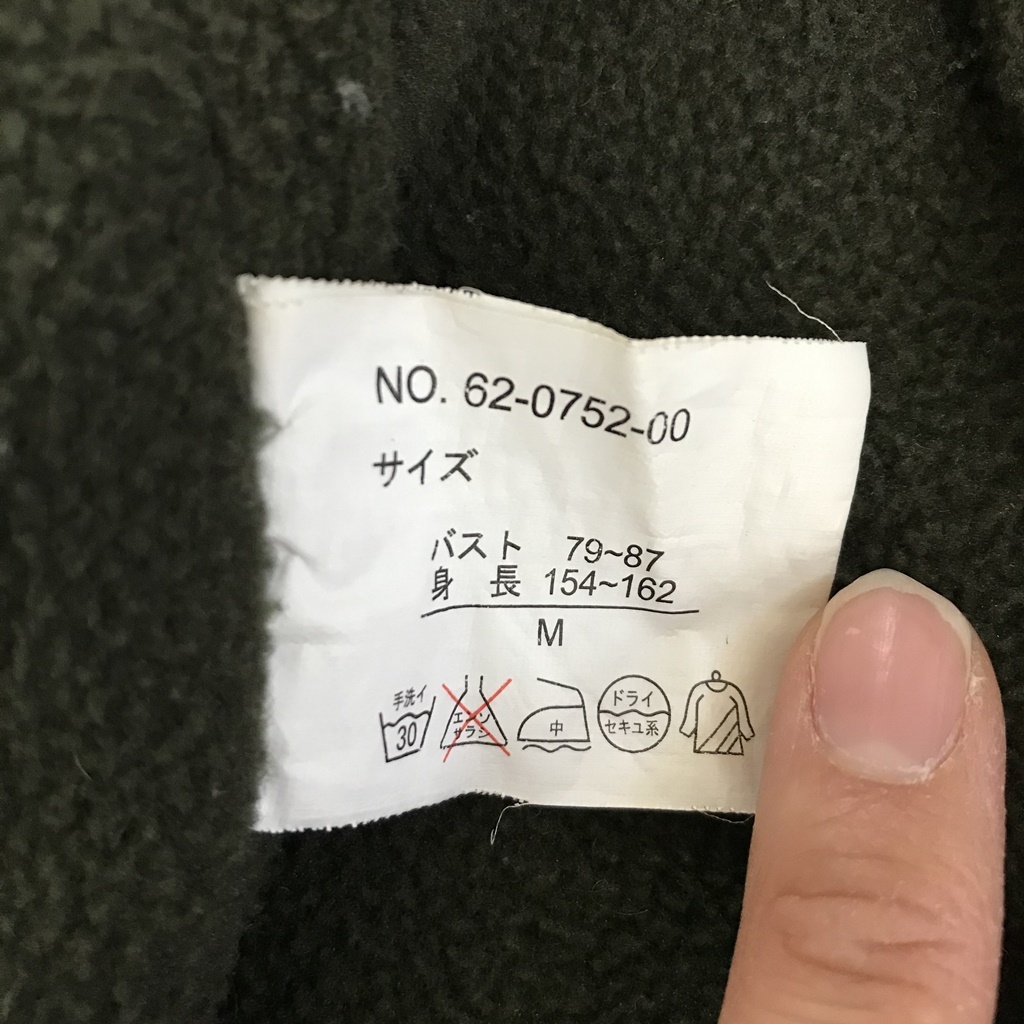 NO. 62-0752-00
サイズ
バスト 79~87
身長 154~162
M
手洗イ
30
エンソ
サラシ
中
ドライ
セキユ系